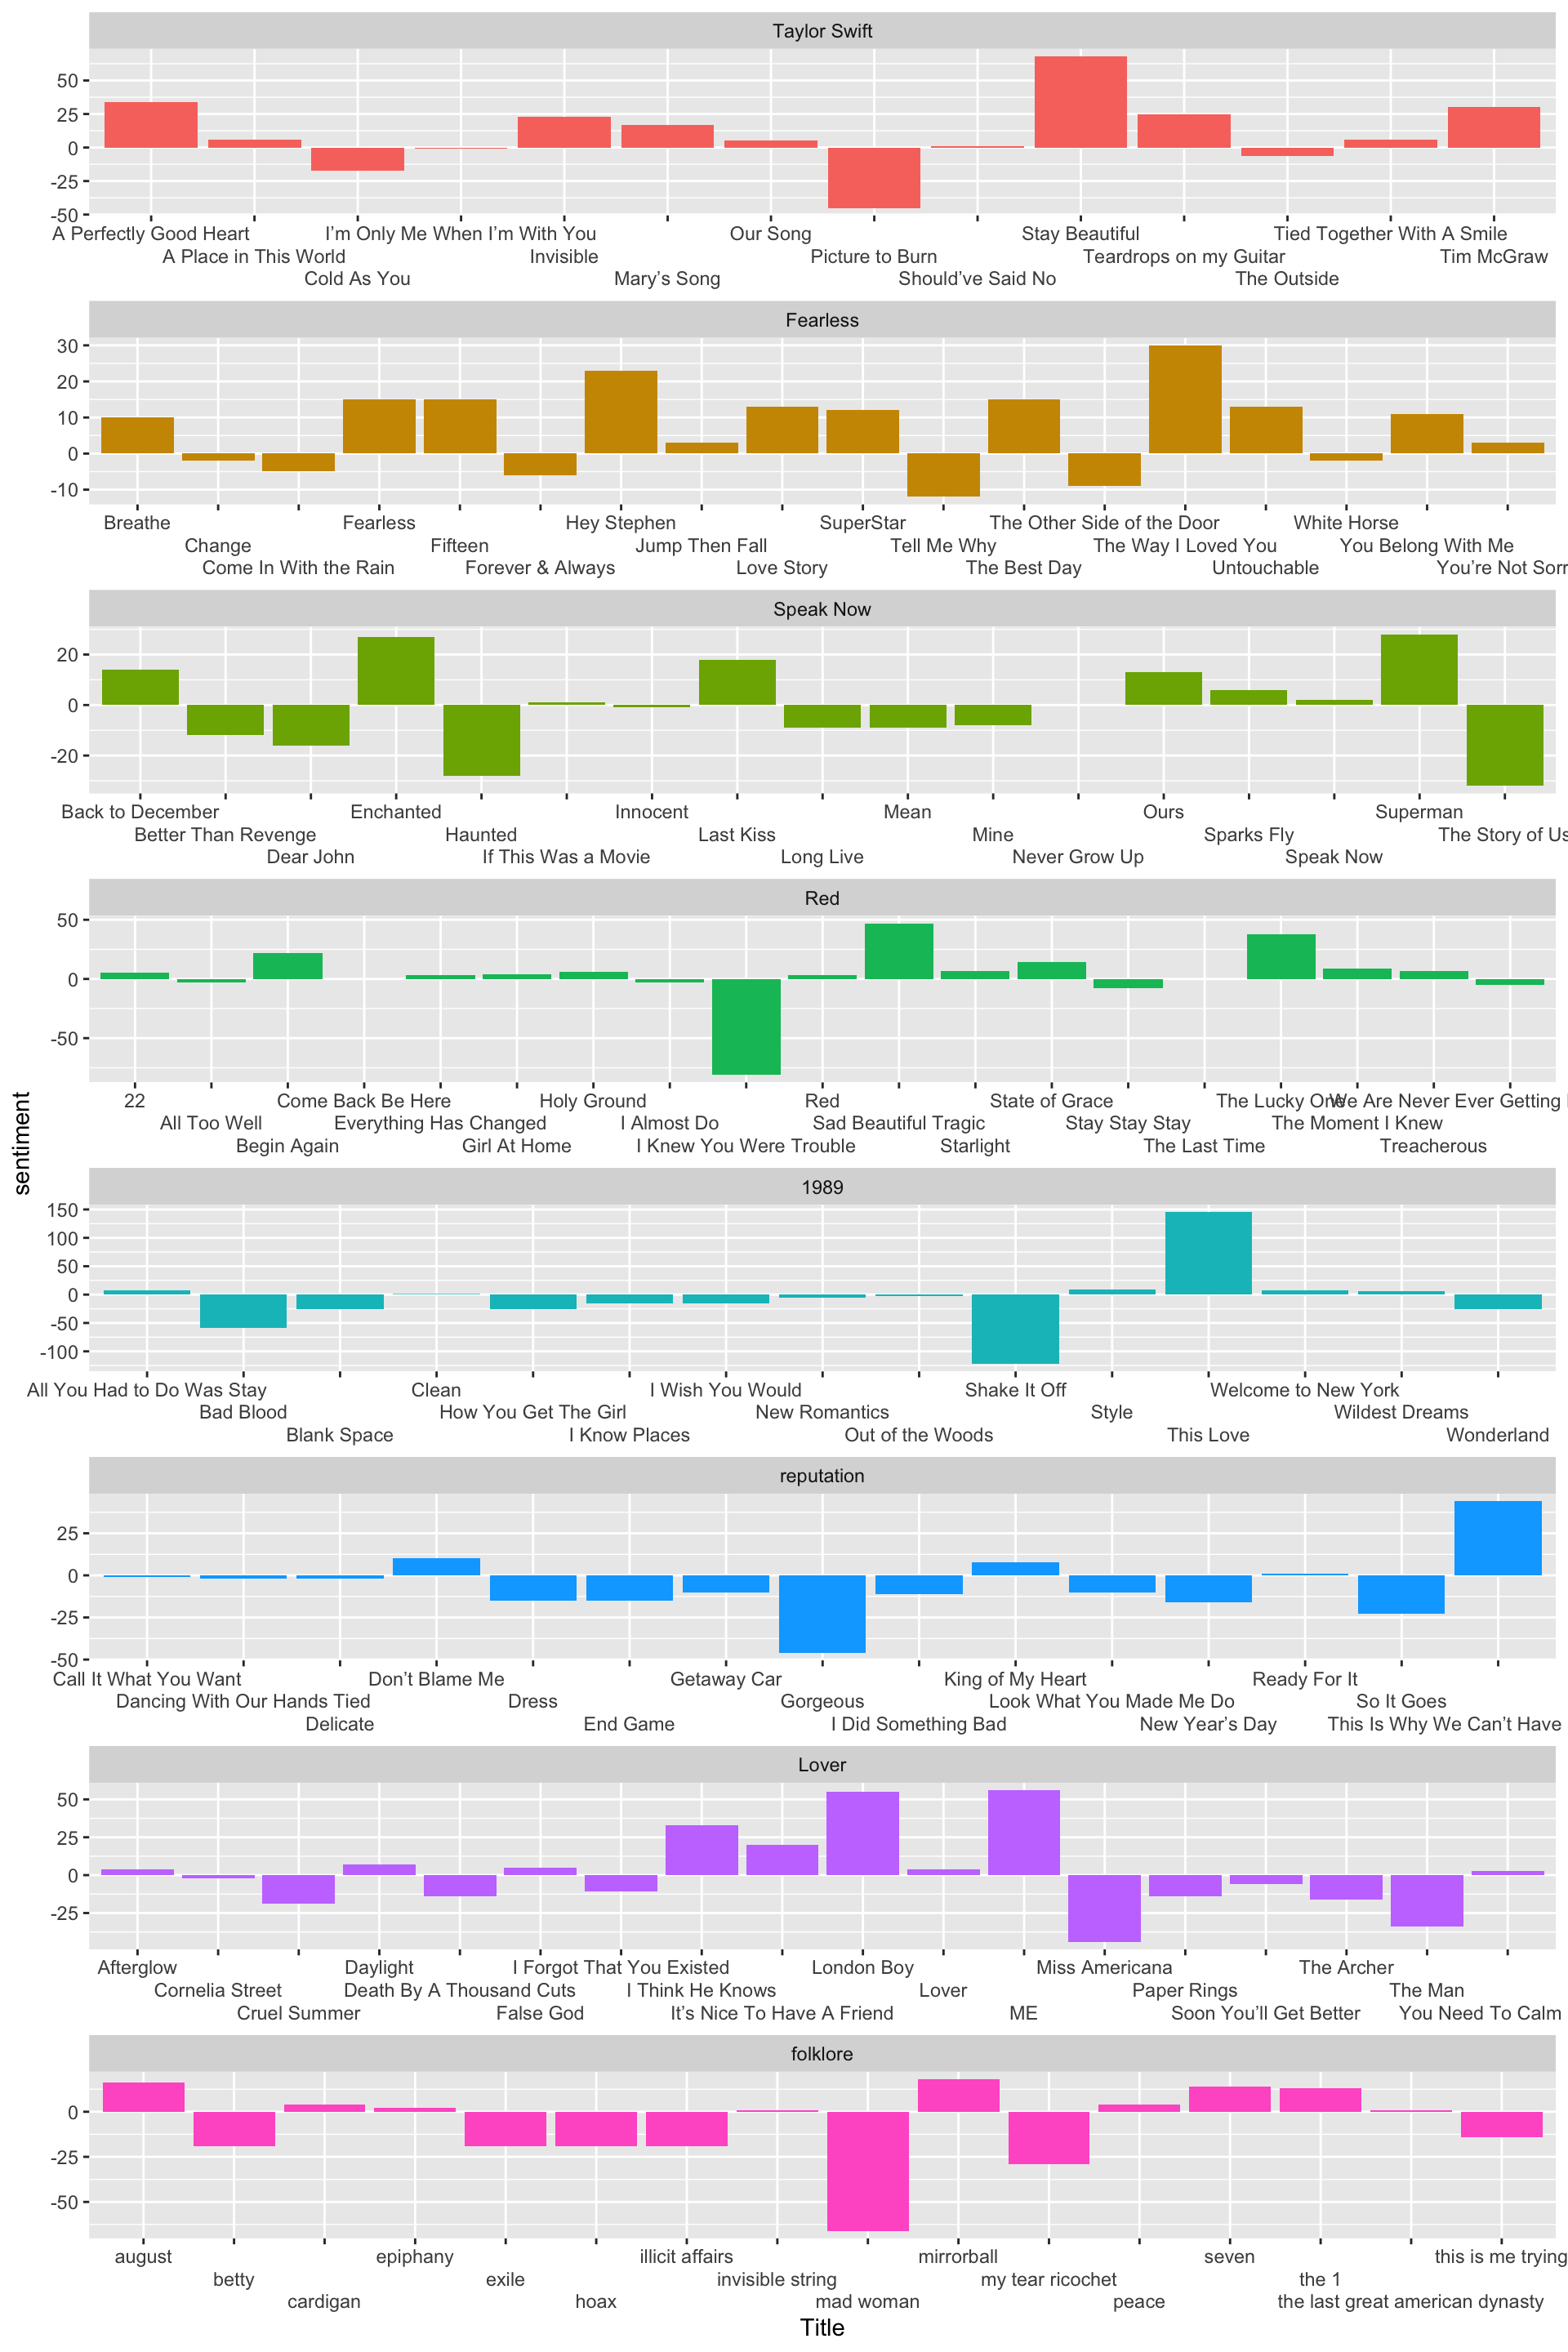 Taylor Swift
50
25
0
-25
-50
A Perfectly Good Heart I’m Only Me When I’m With You Our Song Stay Beautiful Tied Together With A Smile
A Place in This World Invisible Picture to Burn Teardrops on my Guitar Tim McGraw
Cold As You Mary’s Song Should’ve Said No The Outside
Fearless
30
20
10
0
-10
Breathe Fearless Hey Stephen SuperStar The Other Side of the Door White Horse
Change Fifteen Jump Then Fall Tell Me Why The Way I Loved You You Belong With Me
Come In With the Rain Forever & Always Love Story The Best Day Untouchable You’re Not Sorr
Speak Now
20
0
-20
Back to December Enchanted Innocent Mean Ours Superman
Better Than Revenge Haunted Last Kiss Mine Sparks Fly The Story of Us
Dear John If This Was a Movie Long Live Never Grow Up Speak Now
Red
50
0
-50
22 Come Back Be Here Holy Ground Red State of Grace The Lucky One We Are Never Ever Getting
All Too Well Everything Has Changed I Almost Do Sad Beautiful Tragic Stay Stay Stay The Moment I Knew
Begin Again Girl At Home I Knew You Were Trouble Starlight The Last Time Treacherous
sentiment
1989
150
100
50
0
-50
-100
All You Had to Do Was Stay Clean I Wish You Would Shake It Off Welcome to New York
Bad Blood How You Get The Girl New Romantics Style Wildest Dreams
Blank Space I Know Places Out of the Woods This Love Wonderland
reputation
25
0
-25
-50
Call It What You Want Don’t Blame Me Getaway Car King of My Heart Ready For It
Dancing With Our Hands Tied Dress Gorgeous Look What You Made Me Do So It Goes
Delicate End Game I Did Something Bad New Year’s Day This Is Why We Can’t Have
Lover
50
25
0
-25
Afterglow Daylight I Forgot That You Existed London Boy Miss Americana The Archer
Cornelia Street Death By A Thousand Cuts I Think He Knows Lover Paper Rings The Man
Cruel Summer False God It’s Nice To Have A Friend ME Soon You’ll Get Better You Need To Calm
folklore
0
-25
-50
august epiphany illicit affairs mirrorball seven this is me trying
betty exile invisible string my tear ricochet the 1
cardigan hoax mad woman peace the last great american dynasty
Title